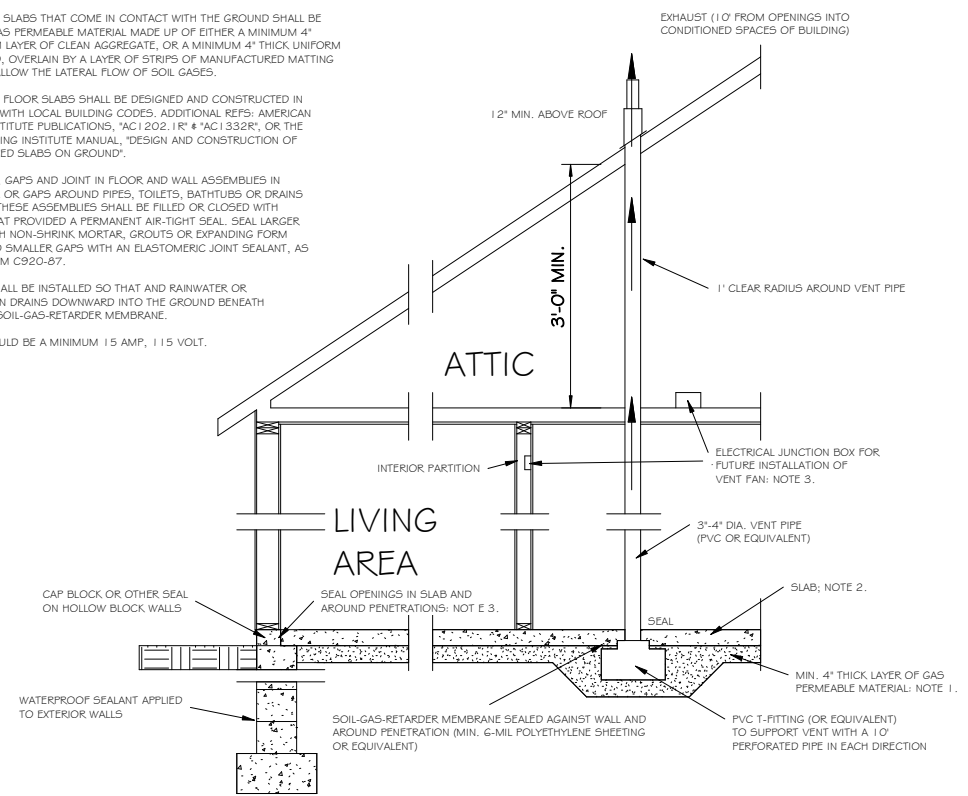 SLABS THAT COME IN CONTACT WITH THE GROUND SHALL BE
AS PERMEABLE MATERIAL MADE UP OF EITHER A MINIMUM 4"
LAYER OF CLEAN AGGREGATE, OR A MINIMUM 4" THICK UNIFORM
, OVERLAIN BY A LAYER OF STRIPS OF MANUFACTURED MATTING
ALLOW THE LATERAL FLOW OF SOIL GASES.
FLOOR SLABS SHALL BE DESIGNED AND CONSTRUCTED IN
WITH LOCAL BUILDING CODES. ADDITIONAL REFS: AMERICAN
TITUTE PUBLICATIONS, "AC1202.1R" & "AC1332R", OR THE
ING INSTITUTE MANUAL, "DESIGN AND CONSTRUCTION OF
ED SLABS ON GROUND".
GAPS AND JOINT IN FLOOR AND WALL ASSEMBLIES IN
OR GAPS AROUND PIPES, TOILETS, BATHTUBS OR DRAINS
THESE ASSEMBLIES SHALL BE FILLED OR CLOSED WITH
AT PROVIDED A PERMANENT AIR-TIGHT SEAL. SEAL LARGER
H NON-SHRINK MORTAR, GROUTS OR EXPANDING FORM
D SMALLER GAPS WITH AN ELASTOMERIC JOINT SEALANT, AS
M C920-87.
ALL BE INSTALLED SO THAT AND RAINWATER OR
N DRAINS DOWNWARD INTO THE GROUND BENEATH
SOIL-GAS-RETARDER MEMBRANE.
ULD BE A MINIMUM 15 AMP, 115 VOLT.
EXHAUST (10' FROM OPENINGS INTO
CONDITIONED SPACES OF BUILDING)
12" MIN. ABOVE ROOF
3'-0" MIN.
1' CLEAR RADIUS AROUND VENT PIPE
ATTIC
ELECTRICAL JUNCTION BOX FOR
FUTURE INSTALLATION OF
VENT FAN: NOTE 3.
INTERIOR PARTITION
LIVING
AREA
3"-4" DIA. VENT PIPE
(PVC OR EQUIVALENT)
CAP BLOCK OR OTHER SEAL
ON HOLLOW BLOCK WALLS
SEAL OPENINGS IN SLAB AND
AROUND PENETRATIONS: NOT E 3.
SLAB; NOTE 2.
SEAL
MIN. 4" THICK LAYER OF GAS
PERMEABLE MATERIAL: NOTE 1.
WATERPROOF SEALANT APPLIED
TO EXTERIOR WALLS
SOIL-GAS-RETARDER MEMBRANE SEALED AGAINST WALL AND
AROUND PENETRATION (MIN. 6-MIL POLYETHYLENE SHEETING
OR EQUIVALENT)
PVC T-FITTING (OR EQUIVALENT)
TO SUPPORT VENT WITH A 10'
PERFORATED PIPE IN EACH DIRECTION